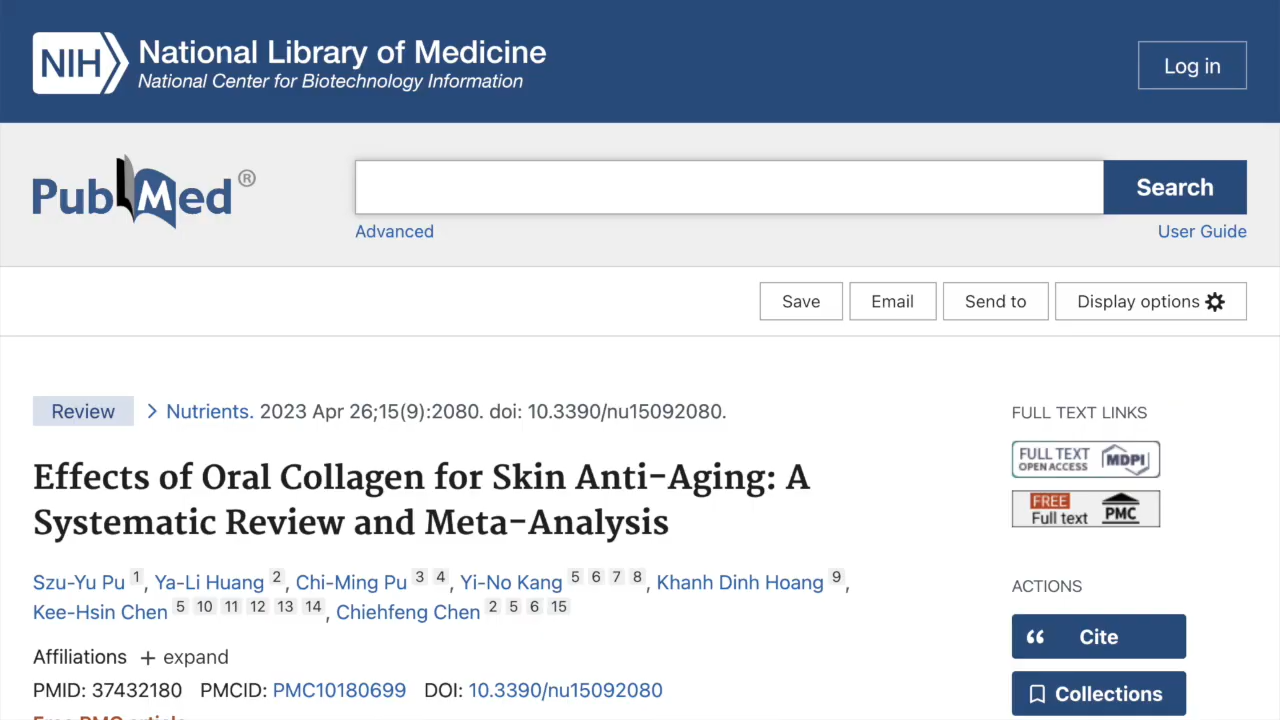 NIH National Library of Medicine
National Center for Biotechnology Information
Log in
PubMed®
Search
Advanced
User Guide
Save
Email
Send to
Display options
Review
Nutrients. 2023 Apr 26;15(9):2080. doi: 10.3390/nu15092080.
Effects of Oral Collagen for Skin Anti-Aging: A
Systematic Review and Meta-Analysis
Szu-Yu Pu 1, Ya-Li Huang 2, Chi-Ming Pu 3 4, Yi-No Kang 5 6 7 8, Khanh Dinh Hoang 9,
Kee-Hsin Chen 5 10 11 12 13 14, Chiehfeng Chen 2 5 6 15
Affiliations + expand
PMID: 37432180 PMCID: PMC10180699 DOI: 10.3390/nu15092080
Free PMC article
FULL TEXT LINKS
FULL TEXT
OPEN ACCESS
MDPI
FREE
Full text
PMC
ACTIONS
Cite
Collections